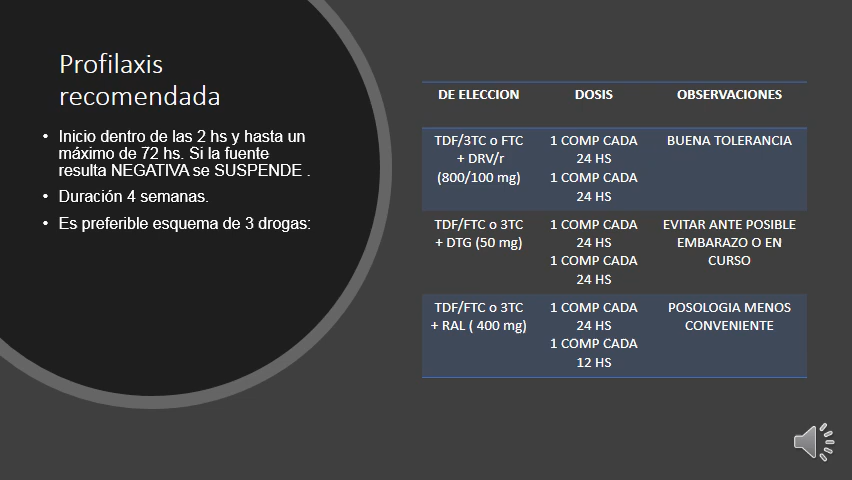 Profilaxis
recomendada
• Inicio dentro de las 2 hs y hasta un
máximo de 72 hs. Si la fuente
resulta NEGATIVA se SUSPENDE .
• Duración 4 semanas.
• Es preferible esquema de 3 drogas:
DE ELECCION DOSIS OBSERVACIONES
TDF/3TC o FTC 1 COMP CADA BUENA TOLERANCIA
+ DRV/r 24 HS
(800/100 mg) 1 COMP CADA
24 HS
TDF/FTC o 3TC 1 COMP CADA EVITAR ANTE POSIBLE
+ DTG (50 mg) 24 HS EMBARAZO O EN
1 COMP CADA CURSO
24 HS
TDF/FTC o 3TC 1 COMP CADA POSOLOGIA MENOS
+ RAL ( 400 mg) 24 HS CONVENIENTE
1 COMP CADA
12 HS